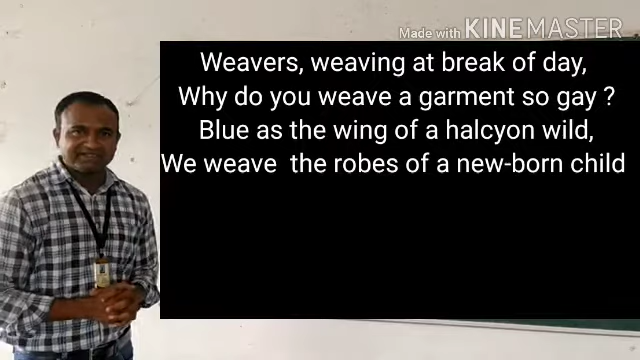 Made with KINEMASTER
Weavers, weaving at break of day,
Why do you weave a garment so gay ?
Blue as the wing of a halcyon wild,
We weave  the robes of a new-born child